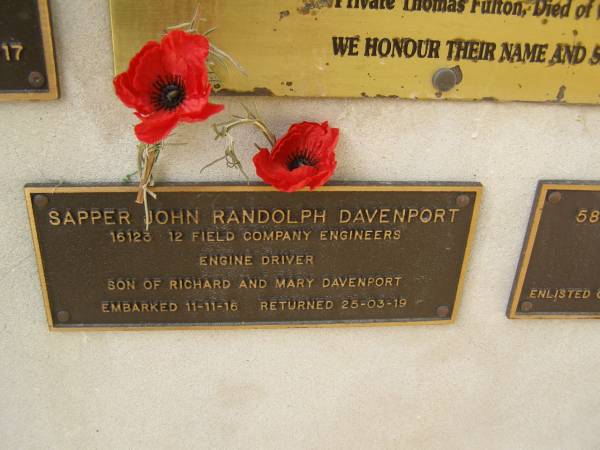 17
Private Thomas Fulton, Died of
WE HONOUR THEIR NAME AND
SAPPER JOHN RANDOLPH DAVENPORT
16123 12 FIELD COMPANY ENGINEERS
ENGINE DRIVER
SON OF RICHARD AND MARY DAVENPORT
EMBARKED 11-11-16 RETURNED 25-03-19
58
ENLISTED